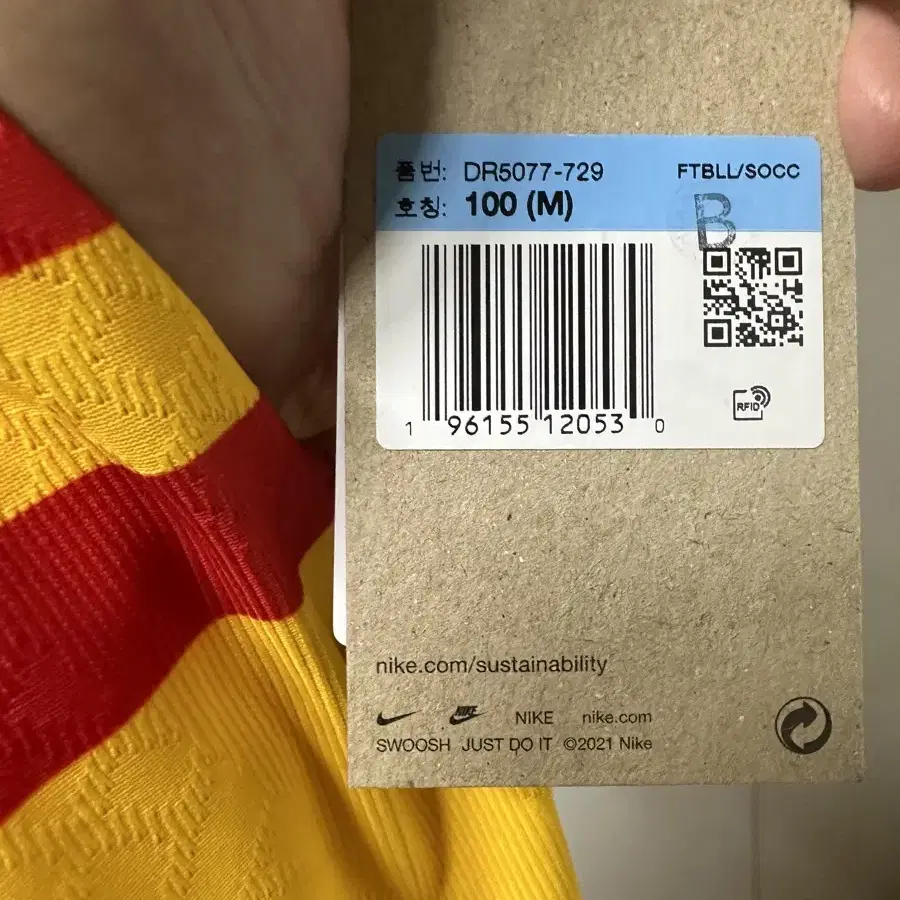 품번: DR5077-729
FTBLL/SOCC
호칭: 100 (M)
B
1 96155 12053 0
RFID
nike.com/sustainability
NIKE NIKE nike.com
SWOOSH JUST DO IT ©2021 Nike